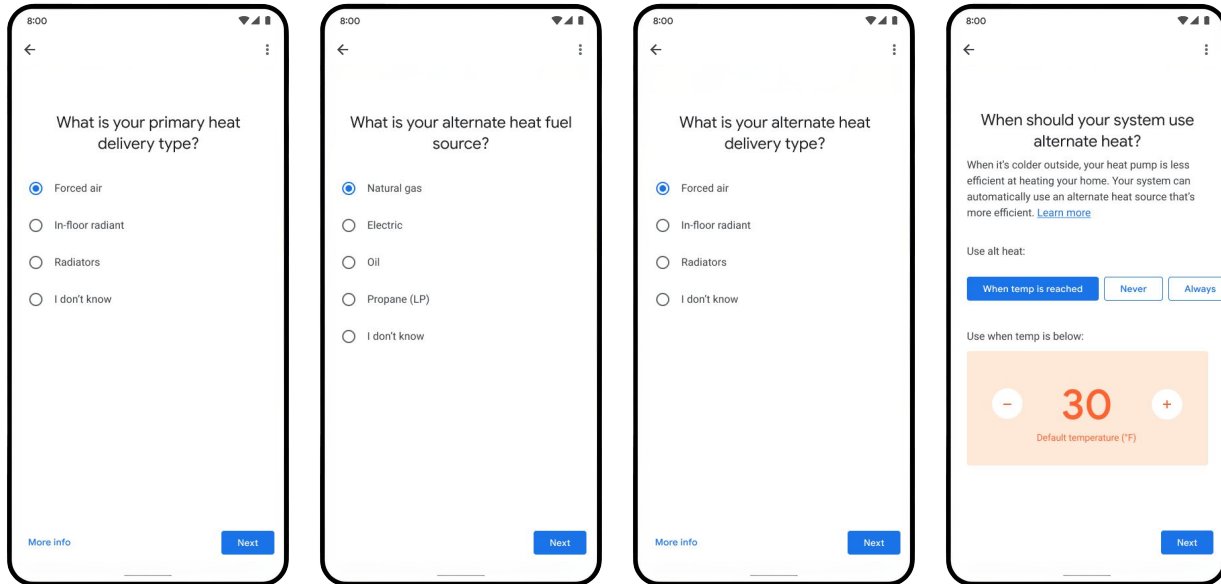 8:00
What is your primary heat
delivery type?
Forced air
In-floor radiant
Radiators
I don't know
More info
Next
8:00
What is your alternate heat fuel
source?
Natural gas
Electric
Oil
Propane (LP)
I don't know
Next
8:00
What is your alternate heat
delivery type?
Forced air
In-floor radiant
Radiators
I don't know
More info
Next
8:00
When should your system use
alternate heat?
When it's colder outside, your heat pump is less
efficient at heating your home. Your system can
automatically use an alternate heat source that's
more efficient. Learn more
Use alt heat:
When temp is reached
Never
Always
Use when temp is below:
−
30
+
Default temperature (°F)
Next